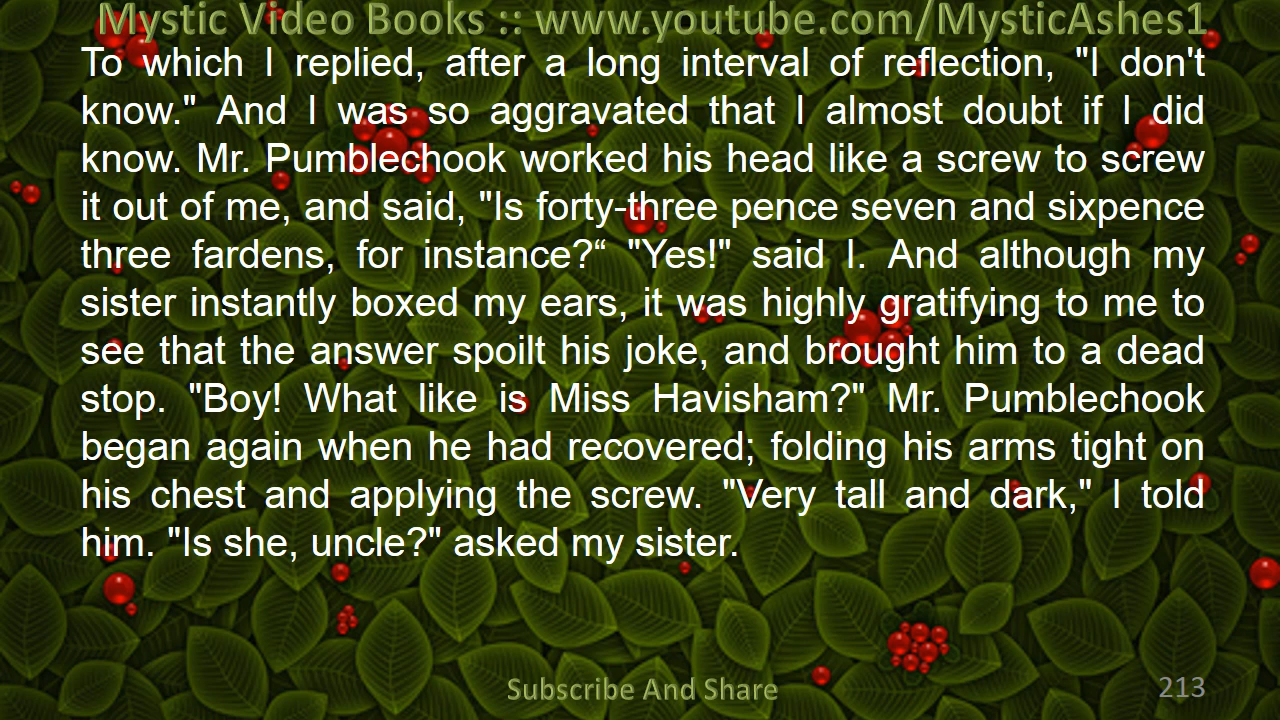 Mystic Video Books :: www.youtube.com/MysticAshes1
To which I replied, after a long interval of reflection, "I don't
know." And I was so aggravated that I almost doubt if I did
know. Mr. Pumblechook worked his head like a screw to screw
it out of me, and said, "Is forty-three pence seven and sixpence
three fardens, for instance?“ "Yes!" said I. And although my
sister instantly boxed my ears, it was highly gratifying to me to
see that the answer spoilt his joke, and brought him to a dead
stop. "Boy! What like is Miss Havisham?" Mr. Pumblechook
began again when he had recovered; folding his arms tight on
his chest and applying the screw. "Very tall and dark," I told
him. "Is she, uncle?" asked my sister.
Subscribe And Share
213